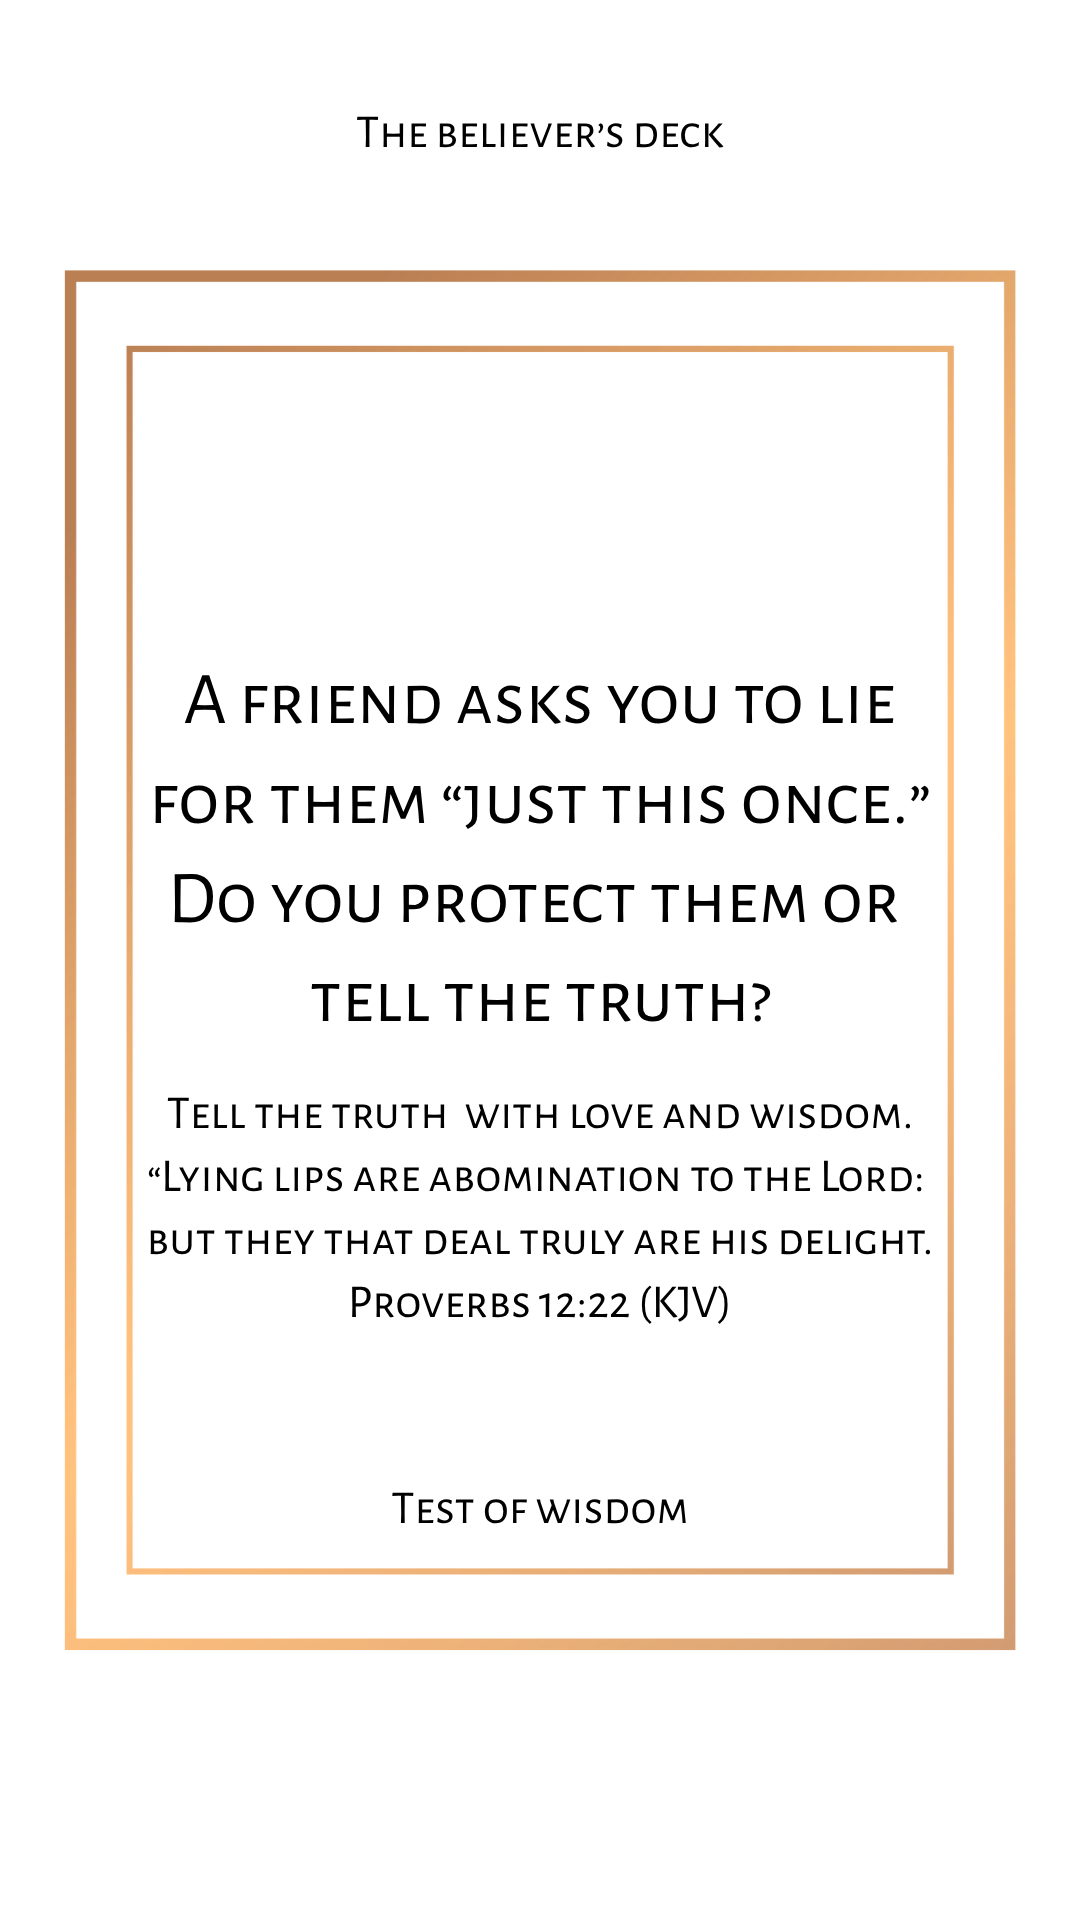 The believer’s deck
A friend asks you to lie
for them “just this once.”
Do you protect them or
tell the truth?
Tell the truth  with love and wisdom.
“Lying lips are abomination to the Lord:
but they that deal truly are his delight.
Proverbs 12:22 (KJV)
Test of wisdom